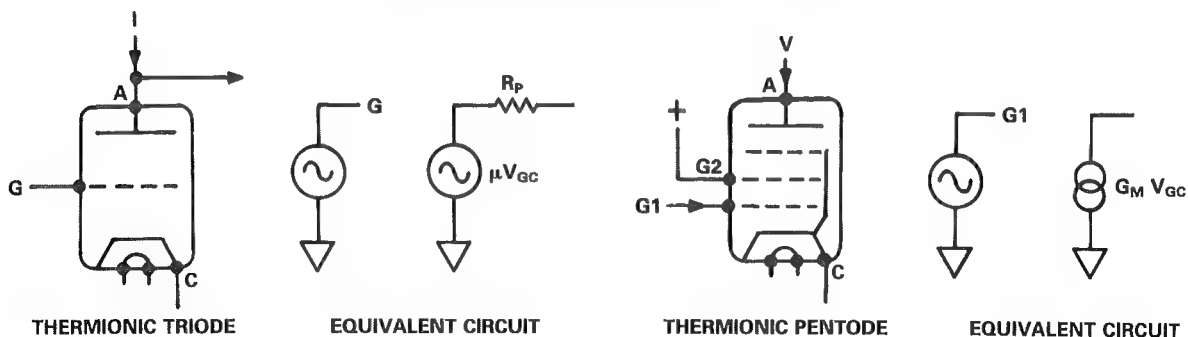 I
A
G
C
THERMIONIC TRIODE
G
R_P
μV_GC
EQUIVALENT CIRCUIT
V
A
+
G2
G1
C
THERMIONIC PENTODE
G1
G_M V_GC
EQUIVALENT CIRCUIT